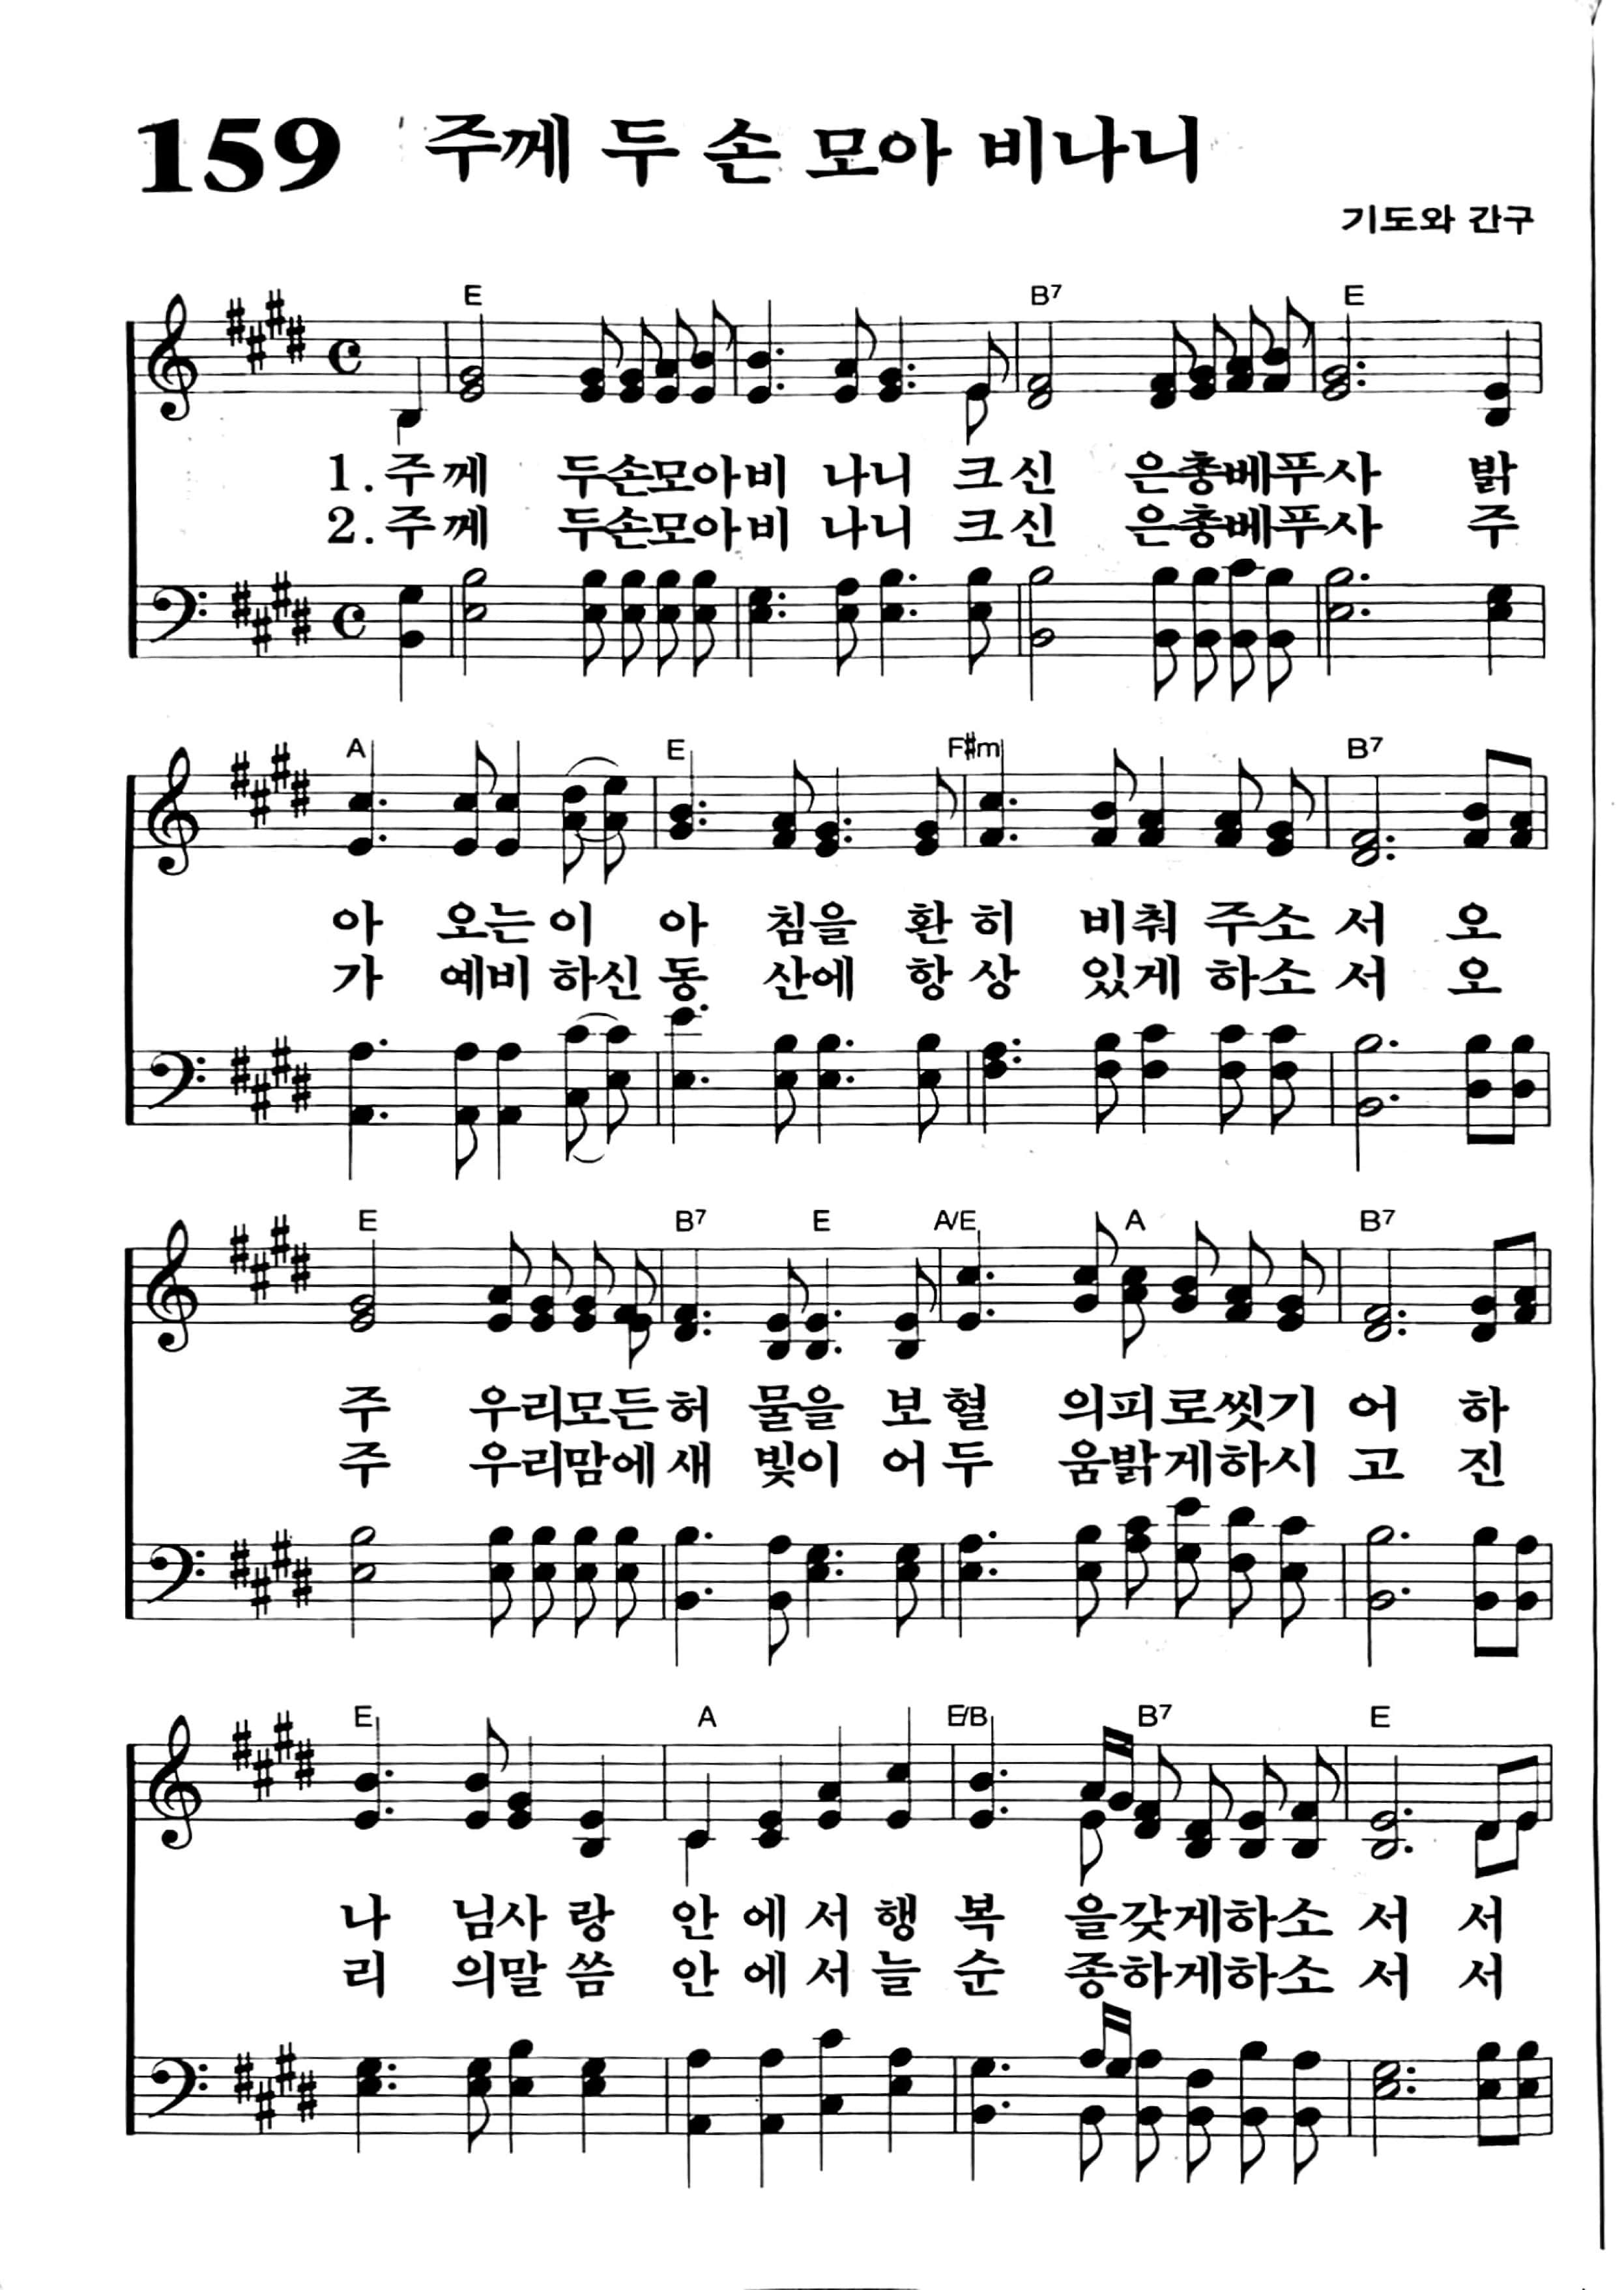 159 주께 두 손 모아 비나니
기도와 간구
E B7 E
1. 주께 두손모아비 나니 크신 은총베푸사 밝
2. 주께 두손모아비 나니 크신 은총베푸사 주
A E F#m B7
아 오는 이 아 침을 환히 비춰 주소서 오
가 예비 하신 동 산에 항상 있게 하소서 오
E B7 E A/E A B7
주 우리모든허 물을 보혈 의피로씻기 어 하
주 우리맘에새 빛이 어두 움밝게하시 고 진
E A E/B B7 E
나 님사 랑 안 에 서 행 복 을갖게하소 서 서
리 의말 씀 안 에 서 늘 순 종하게하소 서 서